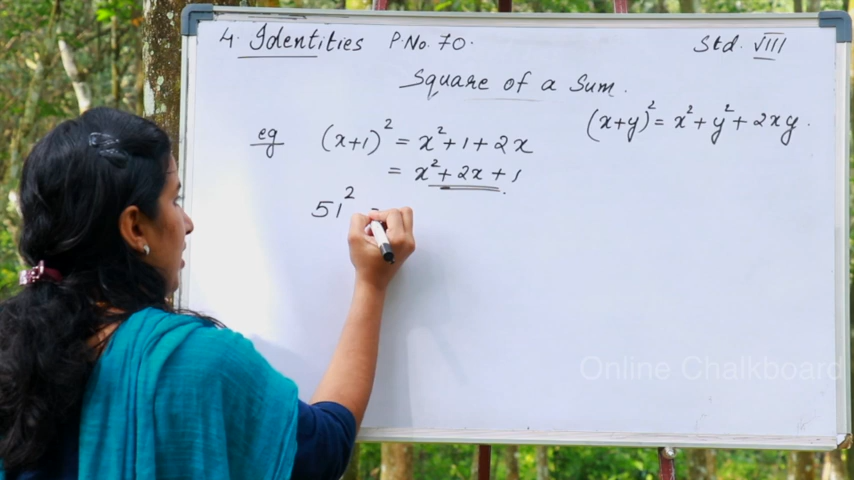 4. Identities P.No. 70. Std. VIII
Square of a Sum.
(x+y)² = x² + y² + 2xy.
eg (x+1)² = x² + 1 + 2x
= x² + 2x + 1.
51² =
Online Chalkboard